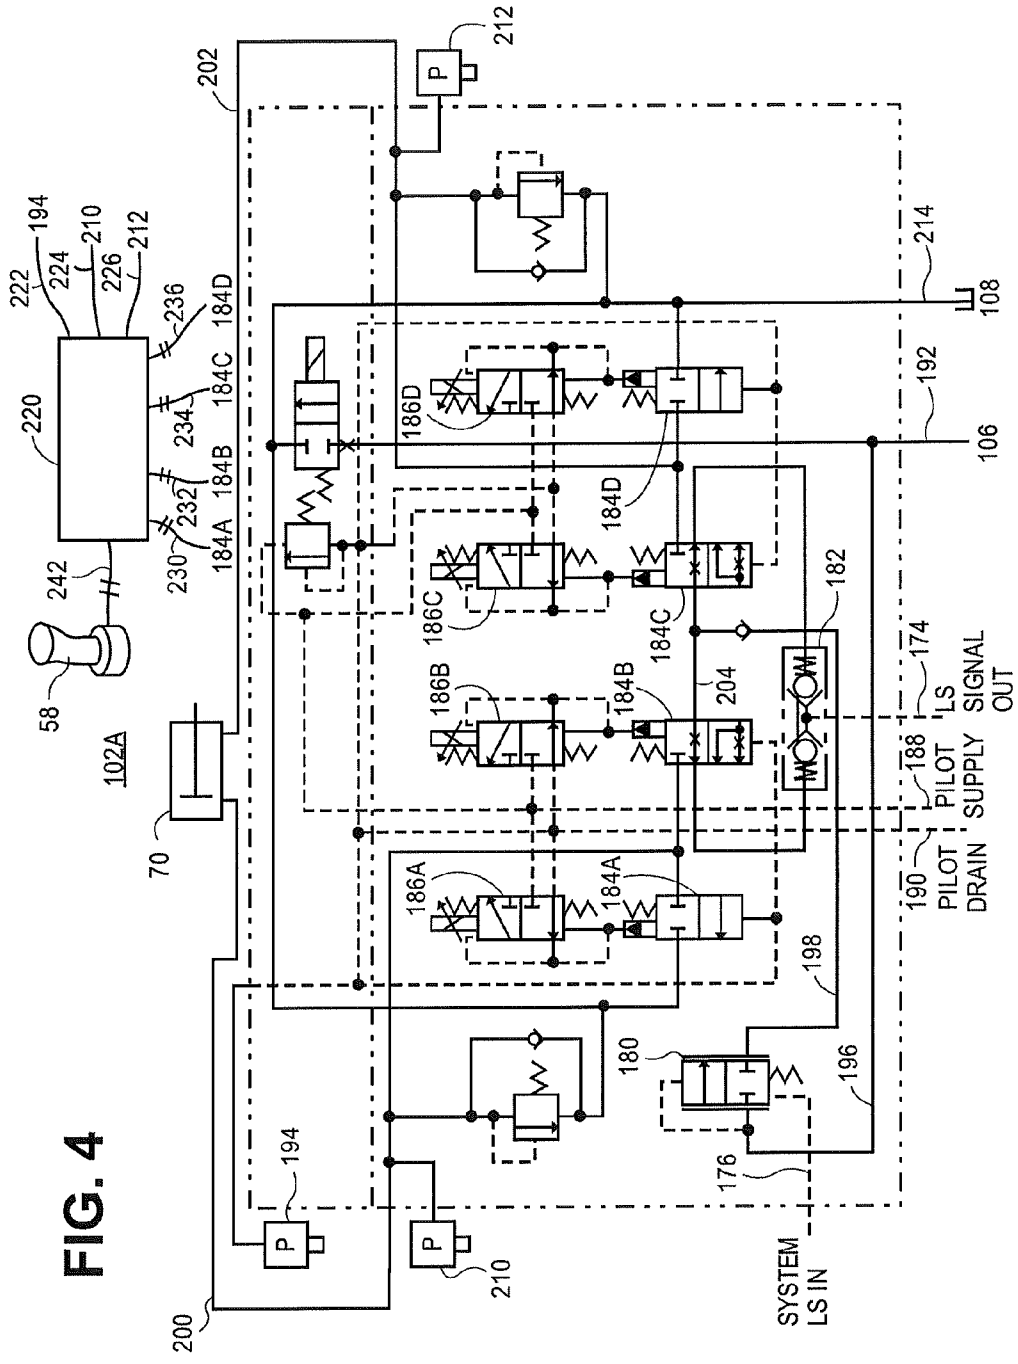 FIG. 4
102A
58
242
220
222
194
224
210
226
212
230
184A
232
184B
234
184C
236
184D
70
200
202
P
194
P
210
P
212
186A
186B
186C
186D
184A
184B
184C
184D
204
182
180
176
196
198
SYSTEM
LS IN
190
PILOT
DRAIN
188
PILOT
SUPPLY
174
LS
SIGNAL
OUT
192
106
214
108